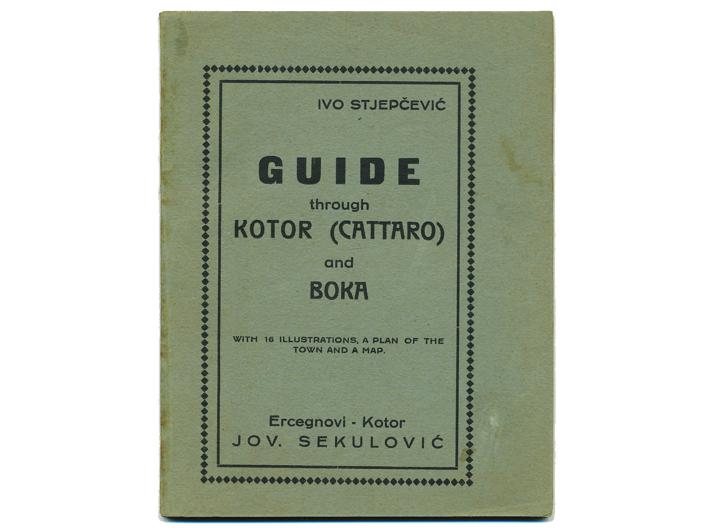 IVO STJEPČEVIĆ
GUIDE
through
KOTOR (CATTARO)
and
BOKA
WITH 16 ILLUSTRATIONS, A PLAN OF THE
TOWN AND A MAP.
Ercegnovi - Kotor
JOV. SEKULOVIĆ